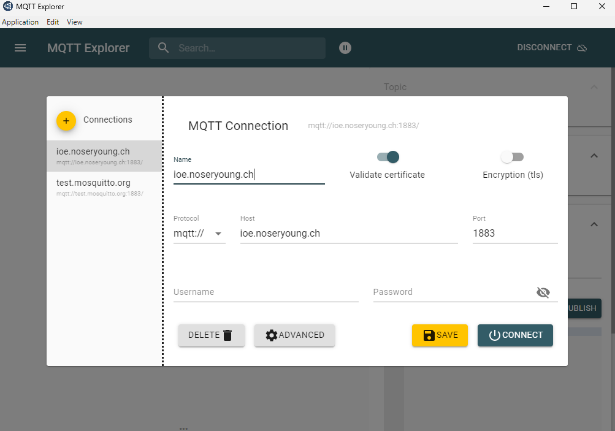 MQTT Explorer
Application Edit View
MQTT Explorer
Search...
DISCONNECT
Topic
Connections
ioe.noseryoung.ch
mqtt://ioe.noseryoung.ch:1883/
test.mosquitto.org
mqtt://test.mosquitto.org:1883/
MQTT Connection mqtt://ioe.noseryoung.ch:1883/
Name
ioe.noseryoung.ch
Validate certificate
Encryption (tls)
Protocol Host Port
mqtt:// ioe.noseryoung.ch 1883
Username Password
UBLISH
DELETE ADVANCED SAVE CONNECT